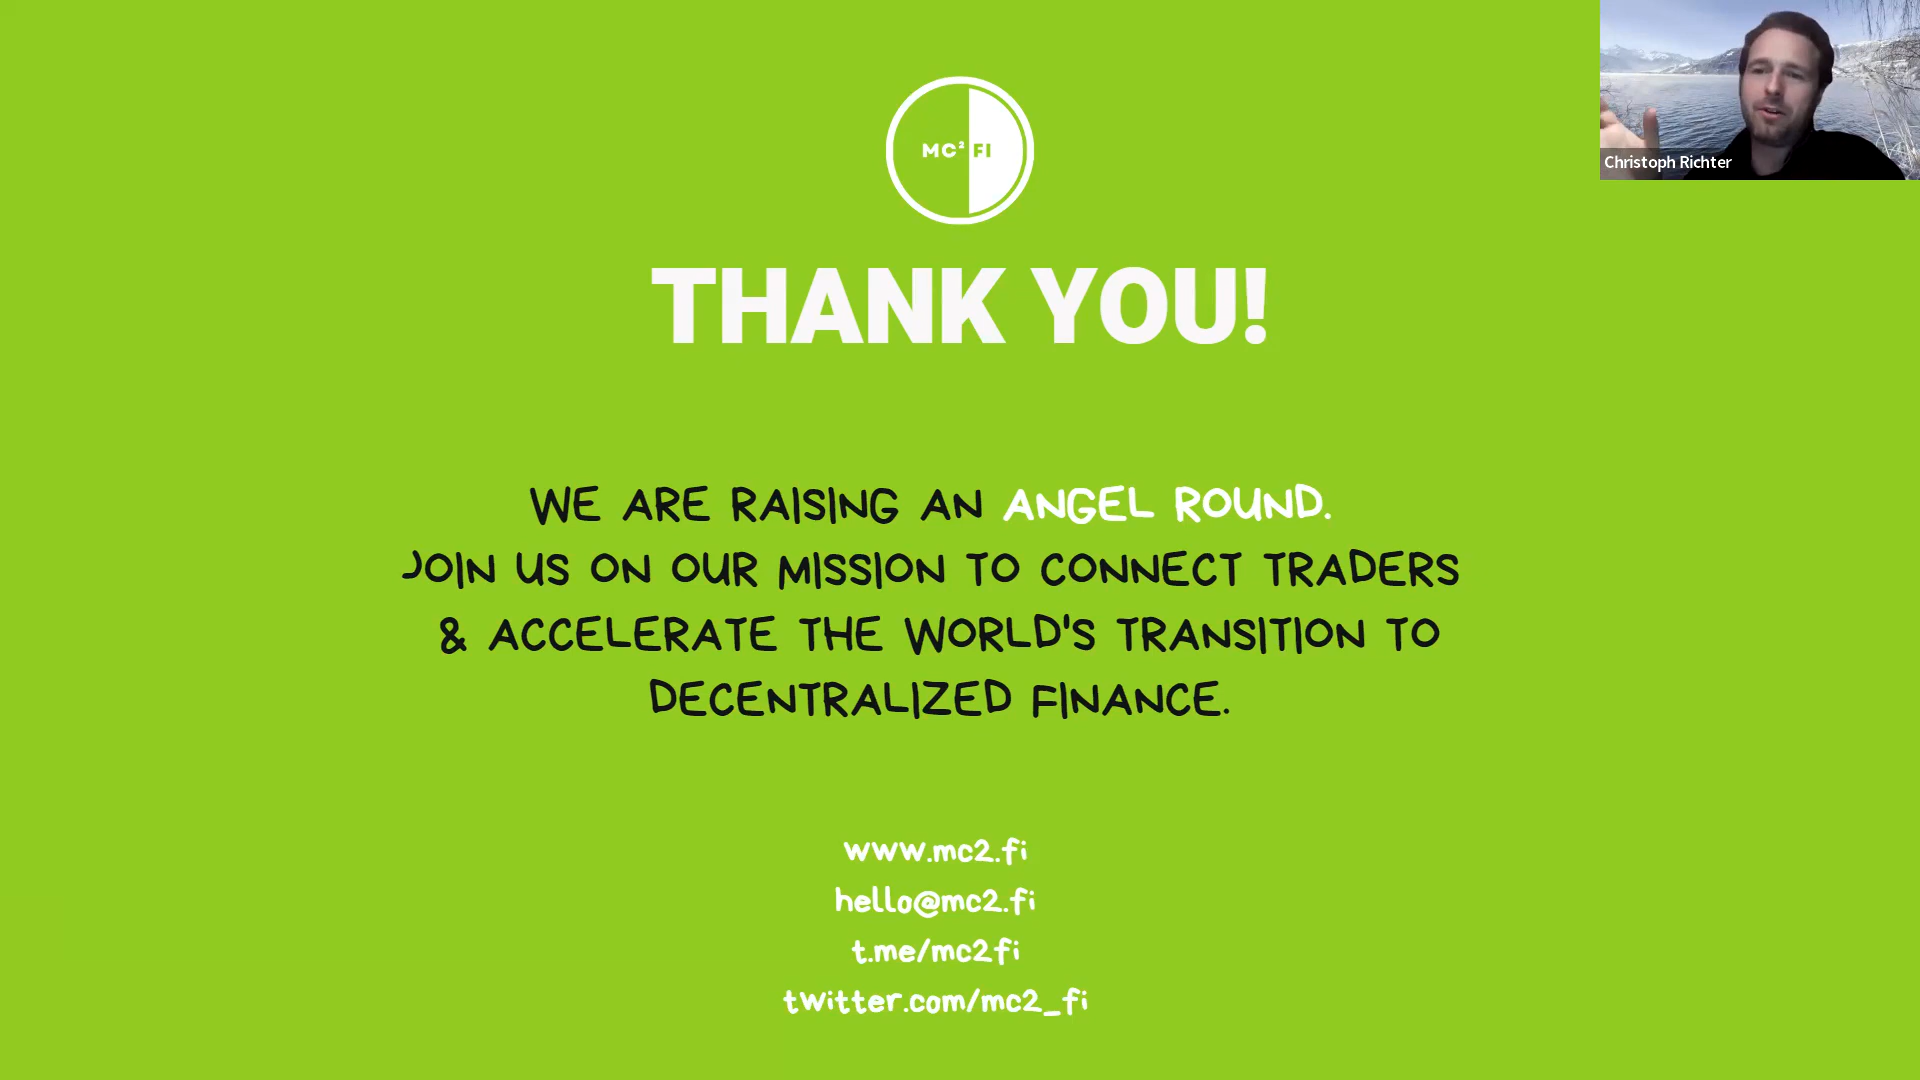 MC² FI
Christoph Richter
THANK YOU!
WE ARE RAISING AN ANGEL ROUND.
JOIN US ON OUR MISSION TO CONNECT TRADERS
& ACCELERATE THE WORLD'S TRANSITION TO
DECENTRALIZED FINANCE.
www.mc2.fi
hello@mc2.fi
t.me/mc2fi
twitter.com/mc2_fi